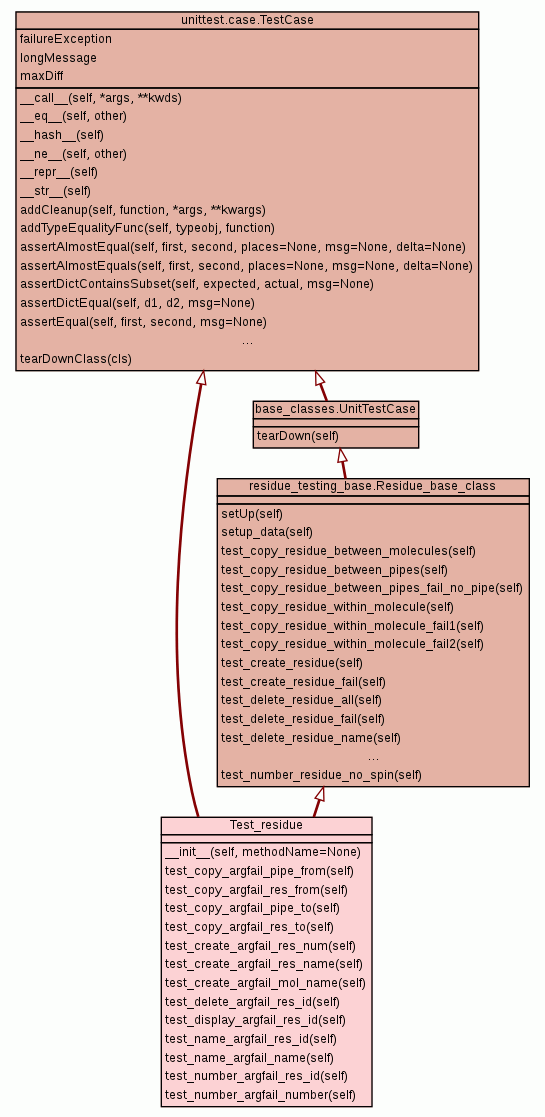 unittest.case.TestCase
failureException
longMessage
maxDiff
__call__(self, *args, **kwds)
__eq__(self, other)
__hash__(self)
__ne__(self, other)
__repr__(self)
__str__(self)
addCleanup(self, function, *args, **kwargs)
addTypeEqualityFunc(self, typeobj, function)
assertAlmostEqual(self, first, second, places=None, msg=None, delta=None)
assertAlmostEquals(self, first, second, places=None, msg=None, delta=None)
assertDictContainsSubset(self, expected, actual, msg=None)
assertDictEqual(self, d1, d2, msg=None)
assertEqual(self, first, second, msg=None)
...
tearDownClass(cls)
base_classes.UnitTestCase
tearDown(self)
residue_testing_base.Residue_base_class
setUp(self)
setup_data(self)
test_copy_residue_between_molecules(self)
test_copy_residue_between_pipes(self)
test_copy_residue_between_pipes_fail_no_pipe(self)
test_copy_residue_within_molecule(self)
test_copy_residue_within_molecule_fail1(self)
test_copy_residue_within_molecule_fail2(self)
test_create_residue(self)
test_create_residue_fail(self)
test_delete_residue_all(self)
test_delete_residue_fail(self)
test_delete_residue_name(self)
...
test_number_residue_no_spin(self)
Test_residue
__init__(self, methodName=None)
test_copy_argfail_pipe_from(self)
test_copy_argfail_res_from(self)
test_copy_argfail_pipe_to(self)
test_copy_argfail_res_to(self)
test_create_argfail_res_num(self)
test_create_argfail_res_name(self)
test_create_argfail_mol_name(self)
test_delete_argfail_res_id(self)
test_display_argfail_res_id(self)
test_name_argfail_res_id(self)
test_name_argfail_name(self)
test_number_argfail_res_id(self)
test_number_argfail_number(self)